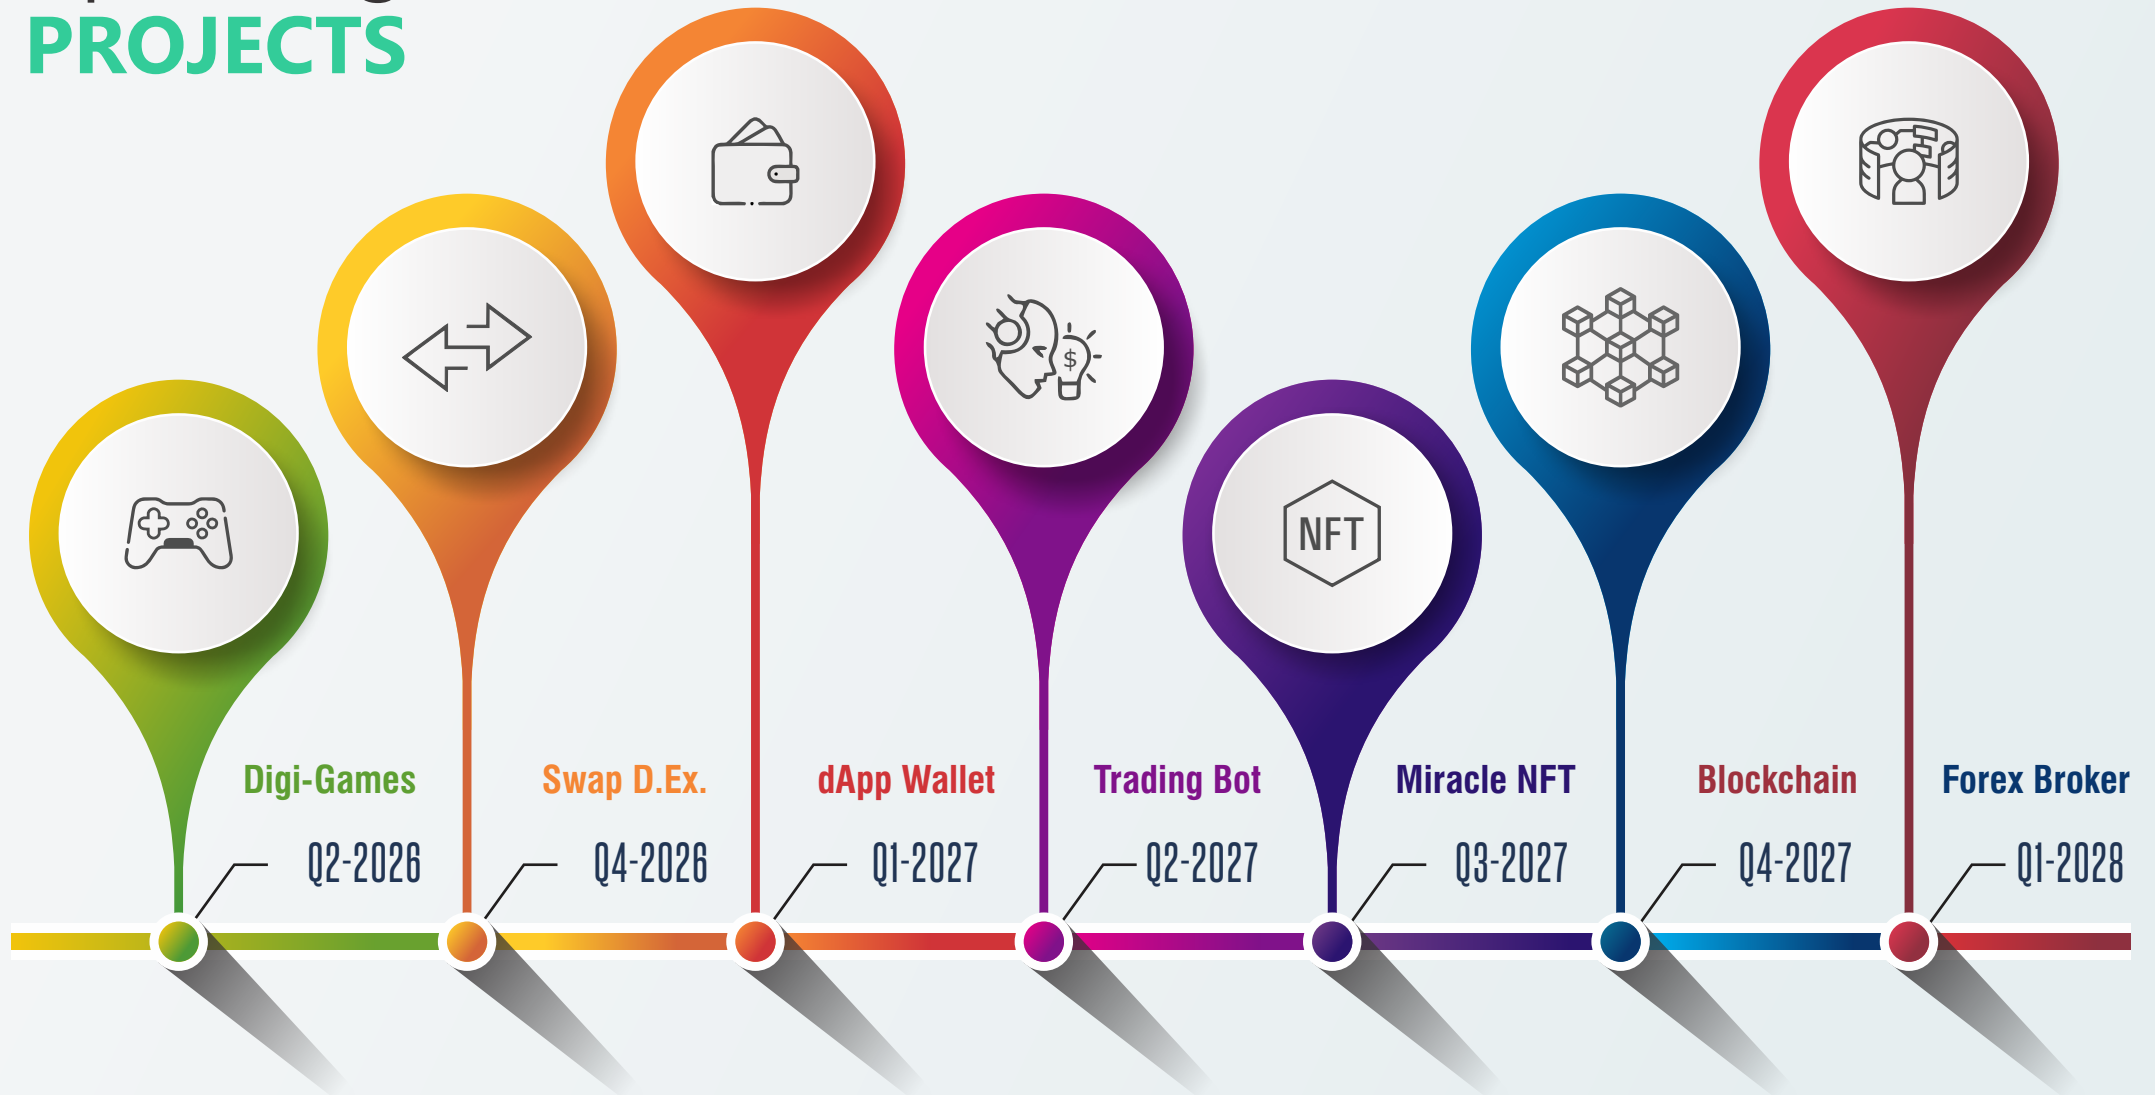 PROJECTS
$
NFT
Digi-Games
Q2-2026
Swap D.Ex.
Q4-2026
dApp Wallet
Q1-2027
Trading Bot
Q2-2027
Miracle NFT
Q3-2027
Blockchain
Q4-2027
Forex Broker
Q1-2028